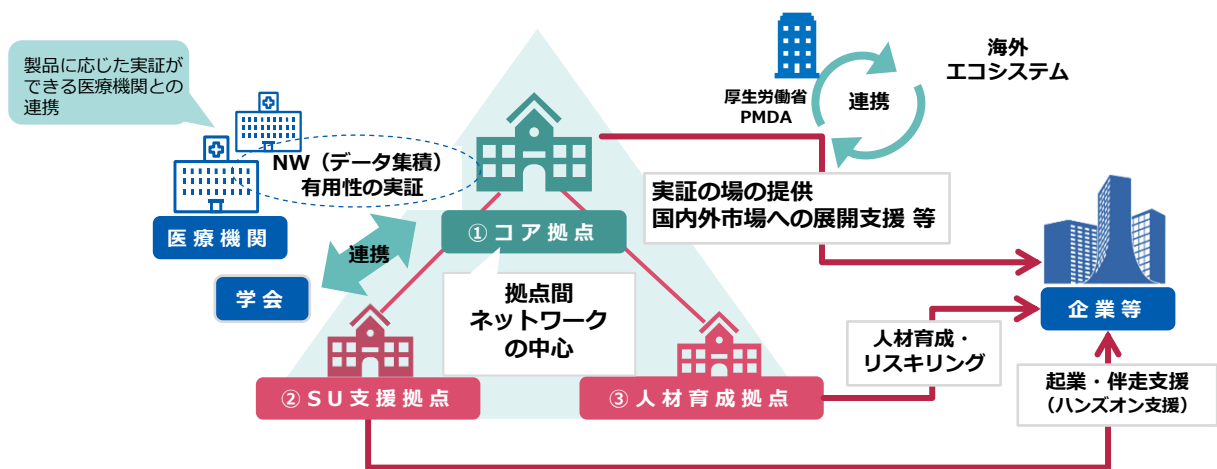 製品に応じた実証が
できる医療機関との
連携
NW（データ集積）
有用性の実証
医療機関
連携
学会
①コア拠点
拠点間
ネットワーク
の中心
②SU支援拠点
③人材育成拠点
厚生労働省
PMDA
連携
海外
エコシステム
実証の場の提供
国内外市場への展開支援 等
企業等
人材育成・
リスキリング
起業・伴走支援
（ハンズオン支援）